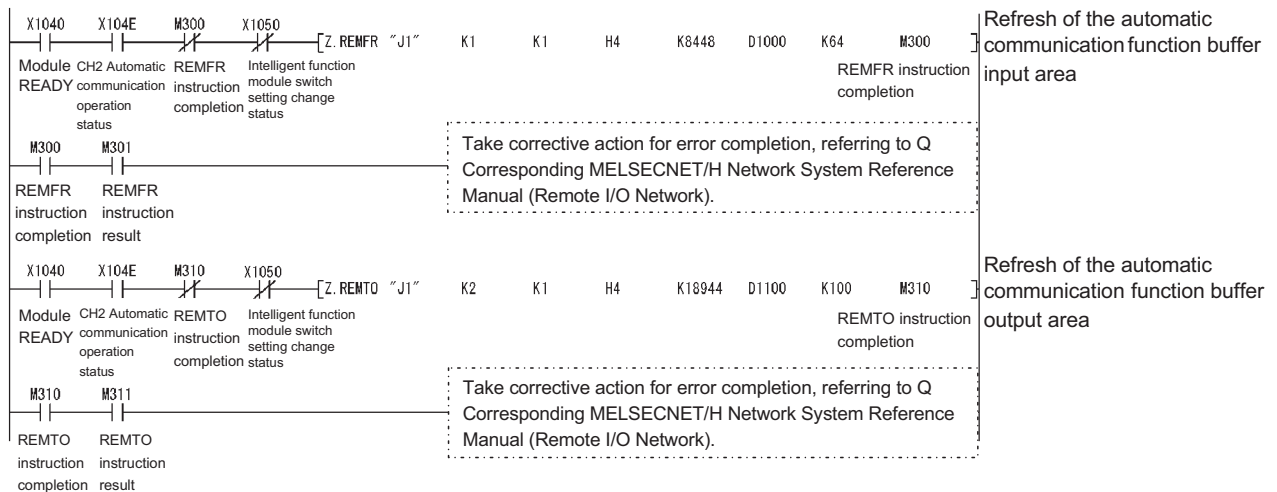 X1040 X104E M300 X1050
Z.REMFR "J1" K1 K1 H4 K8448 D1000 K64 M300
Refresh of the automatic
communication function buffer
input area
Module
READY
CH2 Automatic
communication
operation
status
REMFR
instruction
completion
Intelligent function
module switch
setting change
status
REMFR instruction
completion
M300 M301
REMFR
instruction
completion
REMFR
instruction
result
Take corrective action for error completion, referring to Q
Corresponding MELSECNET/H Network System Reference
Manual (Remote I/O Network).
X1040 X104E M310 X1050
Z.REMTO "J1" K2 K1 H4 K18944 D1100 K100 M310
Refresh of the automatic
communication function buffer
output area
Module
READY
CH2 Automatic
communication
operation
status
REMTO
instruction
completion
Intelligent function
module switch
setting change
status
REMTO instruction
completion
M310 M311
REMTO
instruction
completion
REMTO
instruction
result
Take corrective action for error completion, referring to Q
Corresponding MELSECNET/H Network System Reference
Manual (Remote I/O Network).